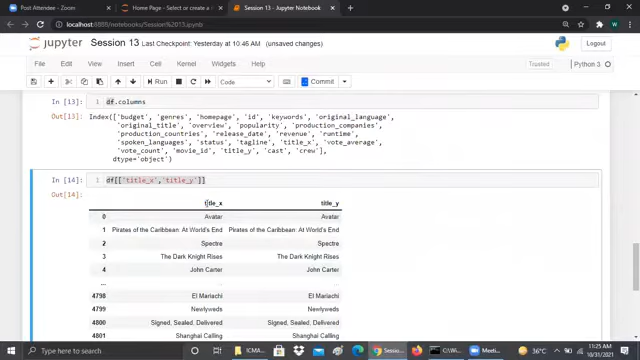 Post Attendee - Zoom
Home Page - Select or create a n
Session 13 - Jupyter Notebook
localhost:8888/notebooks/Session%2013.ipynb
jupyter Session 13 Last Checkpoint: Yesterday at 10:46 AM (unsaved changes)
Logout
File Edit View Insert Cell Kernel Widgets Help
Trusted
Python 3
Run
Code
Commit
In [13]: df.columns
Out[13]: Index(['budget', 'genres', 'homepage', 'id', 'keywords', 'original_language',
'original_title', 'overview', 'popularity', 'production_companies',
'production_countries', 'release_date', 'revenue', 'runtime',
'spoken_languages', 'status', 'tagline', 'title_x', 'vote_average',
'vote_count', 'movie_id', 'title_y', 'cast', 'crew'],
dtype='object')
In [14]: df[['title_x','title_y']]
Out[14]:
title_x title_y
0 Avatar Avatar
1 Pirates of the Caribbean: At World's End Pirates of the Caribbean: At World's End
2 Spectre Spectre
3 The Dark Knight Rises The Dark Knight Rises
4 John Carter John Carter
... ... ...
4798 El Mariachi El Mariachi
4799 Newlyweds Newlyweds
4800 Signed, Sealed, Delivered Signed, Sealed, Delivered
4801 Shanghai Calling Shanghai Calling
Type here to search
ICMA...
Sessi...
C:\Wi...
36°C
ENG
11:25 AM
10/31/2021